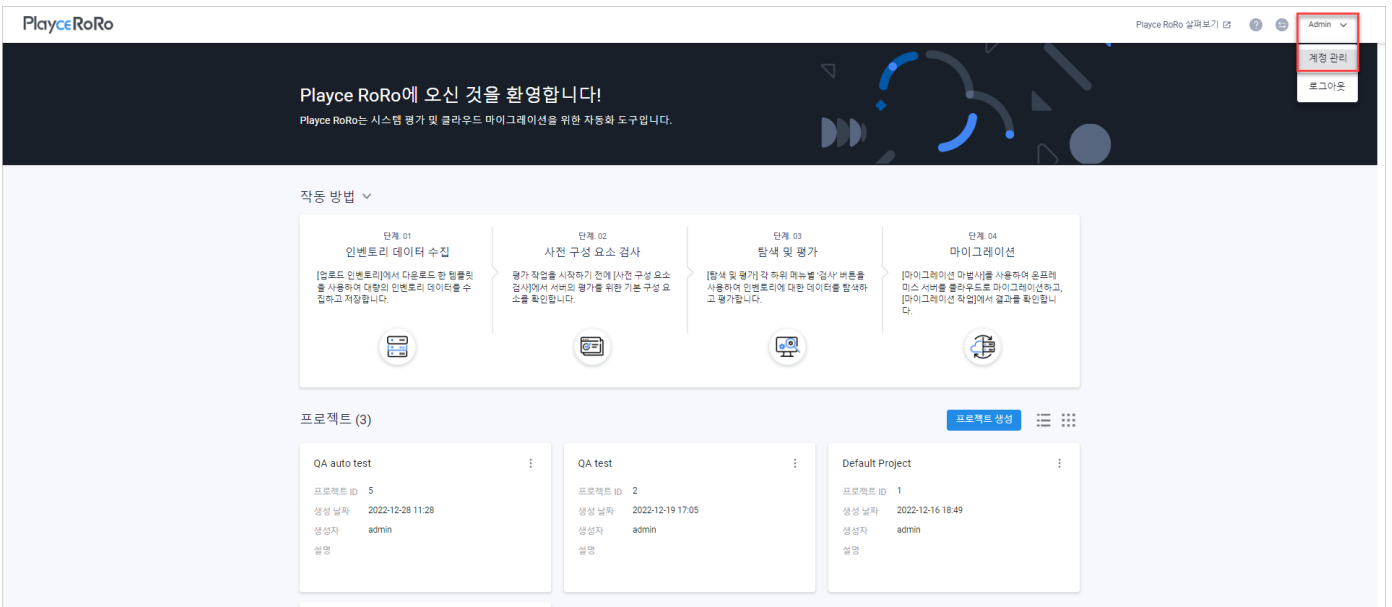 PlayceRoRo
Playce RoRo 살펴보기
?
Admin
계정 관리
로그아웃
Playce RoRo에 오신 것을 환영합니다!
Playce RoRo는 시스템 평가 및 클라우드 마이그레이션을 위한 자동화 도구입니다.
작동 방법
단계. 01
인벤토리 데이터 수집
[업로드 인벤토리]에서 다운로드 한 템플릿
을 사용하여 대량의 인벤토리 데이터를 수
집하고 저장합니다.
단계. 02
사전 구성 요소 검사
평가 작업을 시작하기 전에 [사전 구성 요소
검사]에서 서버의 평가를 위한 기본 구성 요
소를 확인합니다.
단계. 03
탐색 및 평가
[탐색 및 평가] 각 하위 메뉴별 '검사' 버튼을
사용하여 인벤토리에 대한 데이터를 탐색하
고 평가합니다.
단계. 04
마이그레이션
[마이그레이션 마법사]를 사용하여 온프레
미스 서버를 클라우드로 마이그레이션하고,
[마이그레이션 작업]에서 결과를 확인합니
다.
프로젝트 (3)
프로젝트 생성
QA auto test
프로젝트 ID 5
생성 날짜 2022-12-28 11:28
생성자 admin
설명
QA test
프로젝트 ID 2
생성 날짜 2022-12-19 17:05
생성자 admin
설명
Default Project
프로젝트 ID 1
생성 날짜 2022-12-16 18:49
생성자 admin
설명